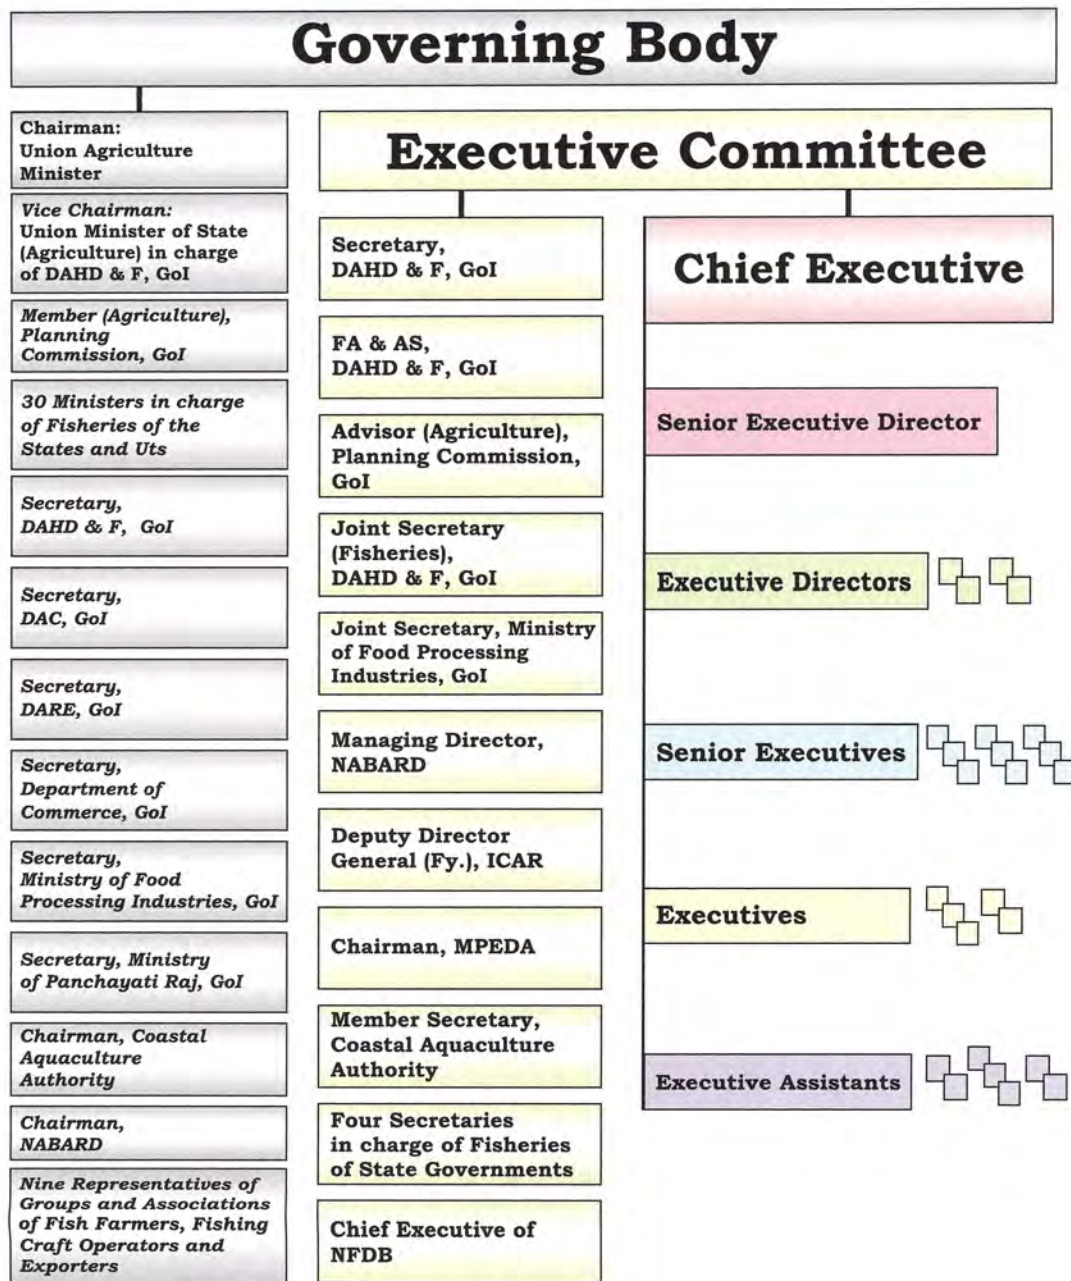 Governing Body
Chairman:
Union Agriculture
Minister
Vice Chairman:
Union Minister of State
(Agriculture) in charge
of DAHD & F, GoI
Member (Agriculture),
Planning
Commission, GoI
30 Ministers in charge
of Fisheries of the
States and Uts
Secretary,
DAHD & F, GoI
Secretary,
DAC, GoI
Secretary,
DARE, GoI
Secretary,
Department of
Commerce, GoI
Secretary,
Ministry of Food
Processing Industries, GoI
Secretary, Ministry
of Panchayati Raj, GoI
Chairman, Coastal
Aquaculture
Authority
Chairman,
NABARD
Nine Representatives of
Groups and Associations
of Fish Farmers, Fishing
Craft Operators and
Exporters
Executive Committee
Secretary,
DAHD & F, GoI
FA & AS,
DAHD & F, GoI
Advisor (Agriculture),
Planning Commission,
GoI
Joint Secretary
(Fisheries),
DAHD & F, GoI
Joint Secretary, Ministry
of Food Processing
Industries, GoI
Managing Director,
NABARD
Deputy Director
General (Fy.), ICAR
Chairman, MPEDA
Member Secretary,
Coastal Aquaculture
Authority
Four Secretaries
in charge of Fisheries
of State Governments
Chief Executive of
NFDB
Chief Executive
Senior Executive Director
Executive Directors
Senior Executives
Executives
Executive Assistants